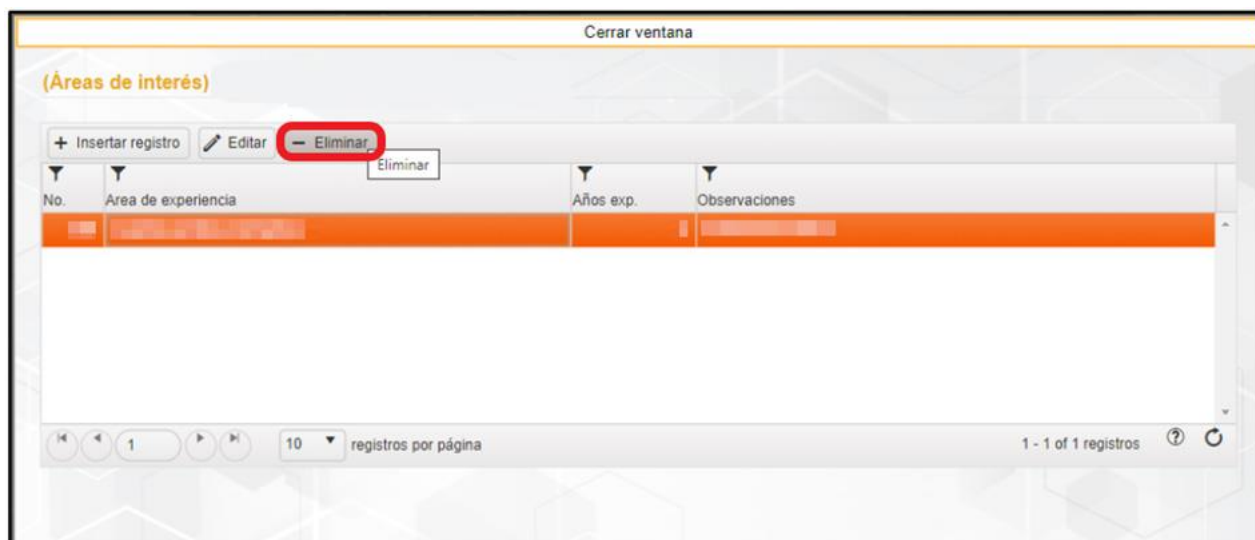 Cerrar ventana
(Áreas de interés)
+ Insertar registro Editar − Eliminar
Eliminar
No. Area de experiencia Años exp. Observaciones
1 10 registros por página 1 - 1 of 1 registros ?